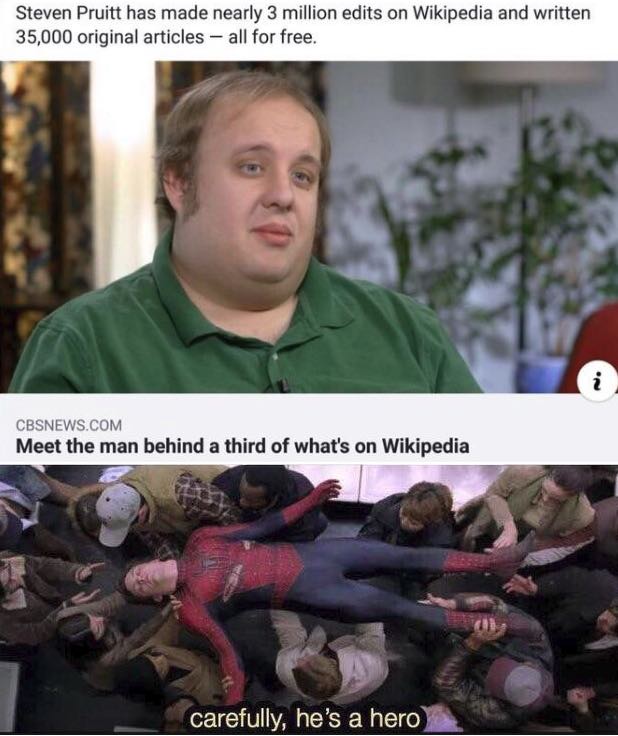 Steven Pruitt has made nearly 3 million edits on Wikipedia and written
35,000 original articles — all for free.
i
CBSNEWS.COM
Meet the man behind a third of what's on Wikipedia
carefully, he's a hero